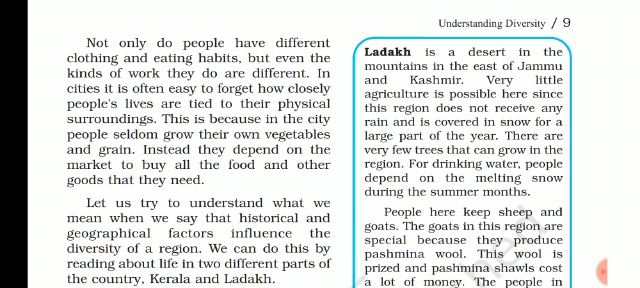 Understanding Diversity / 9
Not only do people have different
clothing and eating habits, but even the
kinds of work they do are different. In
cities it is often easy to forget how closely
people's lives are tied to their physical
surroundings. This is because in the city
people seldom grow their own vegetables
and grain. Instead they depend on the
market to buy all the food and other
goods that they need.
Let us try to understand what we
mean when we say that historical and
geographical factors influence the
diversity of a region. We can do this by
reading about life in two different parts of
the country, Kerala and Ladakh.
Ladakh is a desert in the
mountains in the east of Jammu
and Kashmir. Very little
agriculture is possible here since
this region does not receive any
rain and is covered in snow for a
large part of the year. There are
very few trees that can grow in the
region. For drinking water, people
depend on the melting snow
during the summer months.
People here keep sheep and
goats. The goats in this region are
special because they produce
pashmina wool. This wool is
prized and pashmina shawls cost
a lot of money. The people in